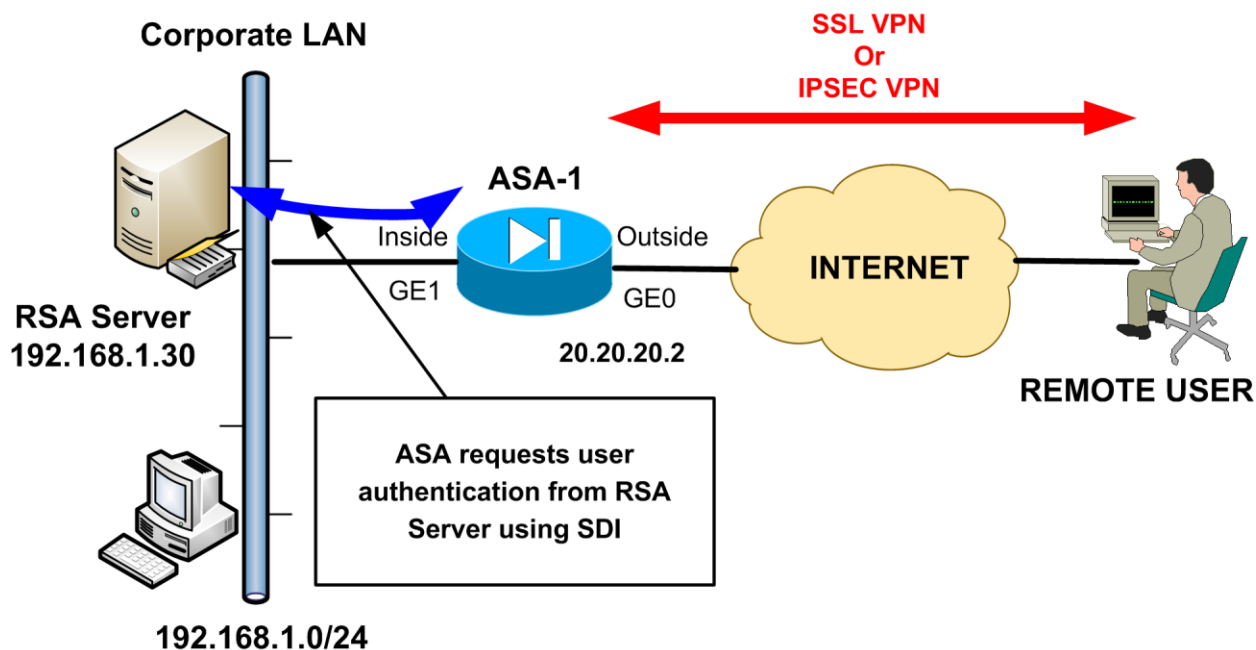 Corporate LAN
SSL VPN
Or
IPSEC VPN
ASA-1
Inside
Outside
GE1
GE0
INTERNET
RSA Server
192.168.1.30
20.20.20.2
REMOTE USER
ASA requests user
authentication from RSA
Server using SDI
192.168.1.0/24